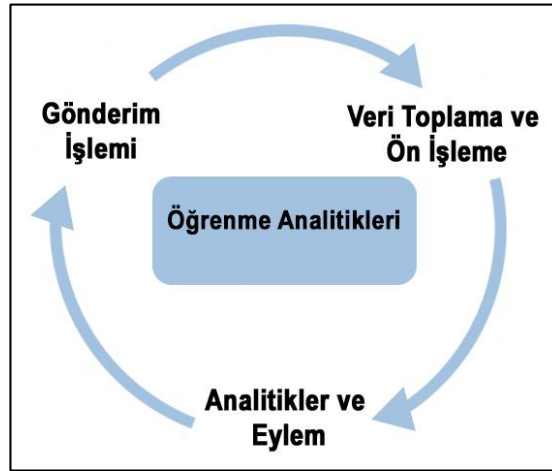 Gönderim
İşlemi
Veri Toplama ve
Ön İşleme
Öğrenme Analitikleri
Analitikler ve
Eylem